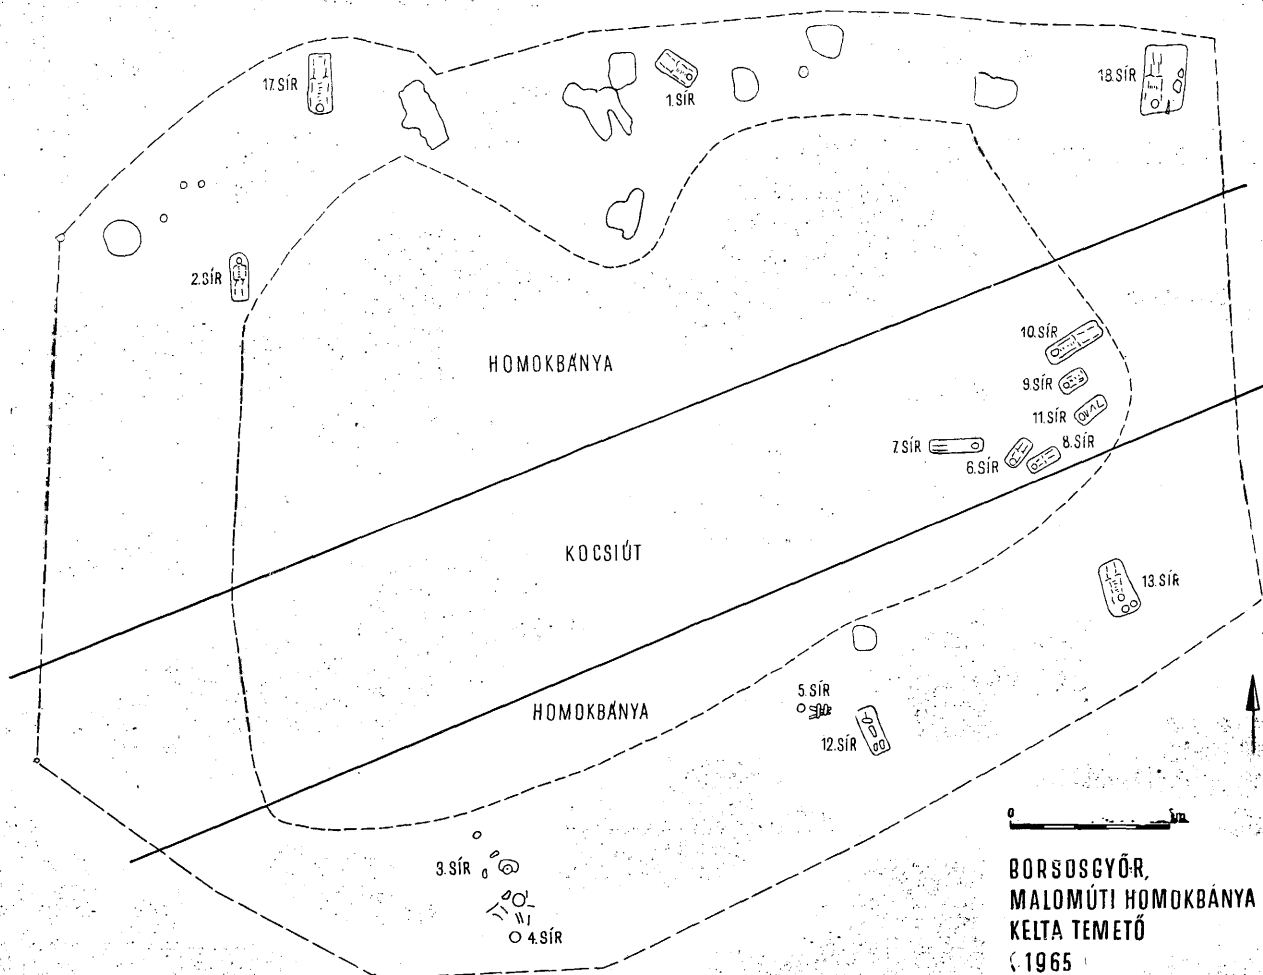 17.SÍR
1.SÍR
18.SÍR
2.SÍR
10.SÍR
HOMOKBÁNYA
9.SÍR
11.SÍR
7.SÍR
8.SÍR
6.SÍR
KOCSIÚT
13.SÍR
5.SÍR
HOMOKBÁNYA
12.SÍR
0 5m
3.SÍR
BORSOSGYŐR,
MALOMÚTI HOMOKBÁNYA
KELTA TEMETŐ
4.SÍR
1965